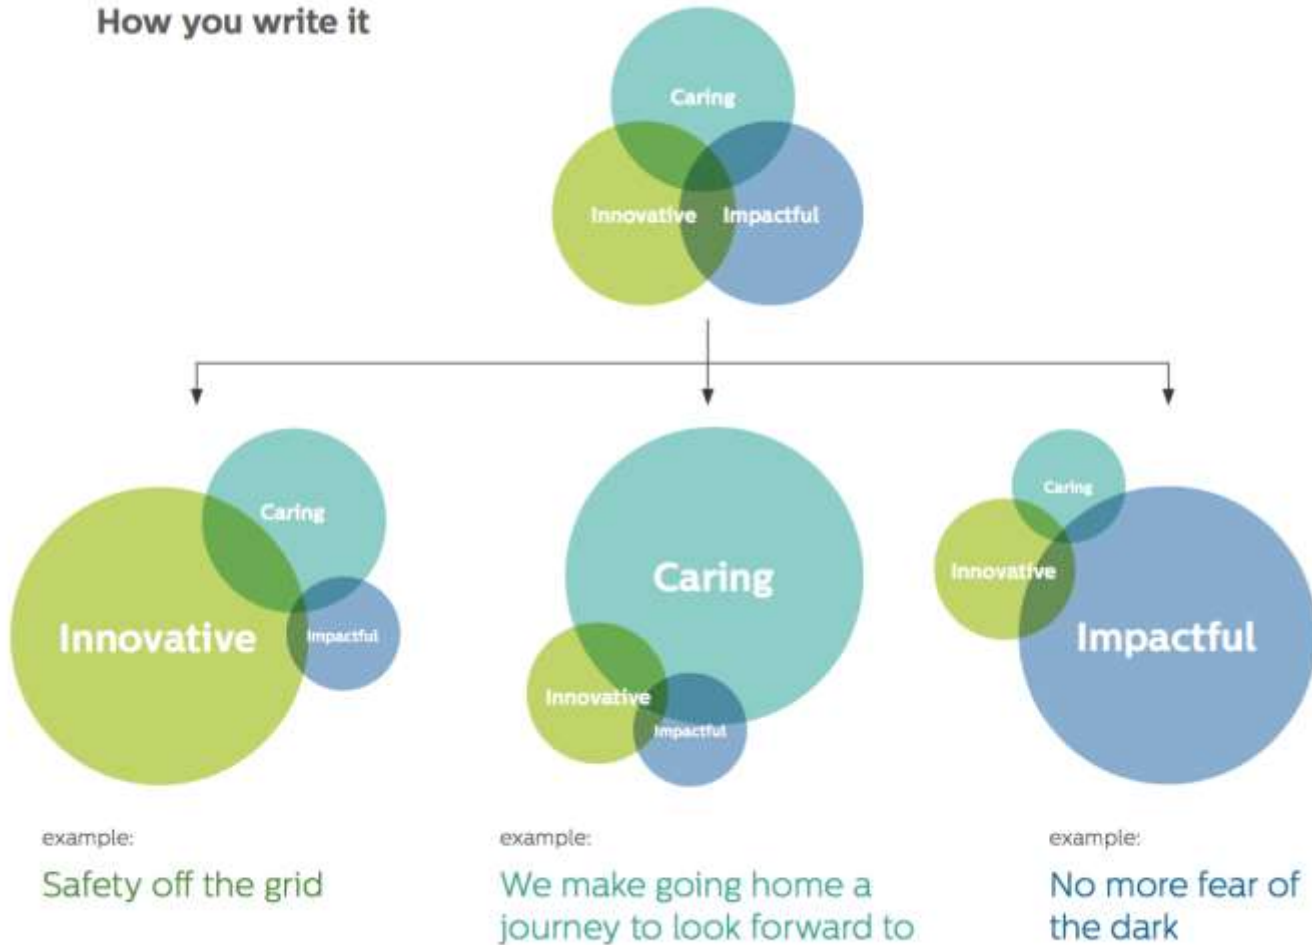 How you write it
Caring
Innovative
Impactful
Caring
Innovative
Impactful
Caring
Innovative
Impactful
Caring
Innovative
Impactful
example:
Safety off the grid
example:
We make going home a
journey to look forward to
example:
No more fear of
the dark